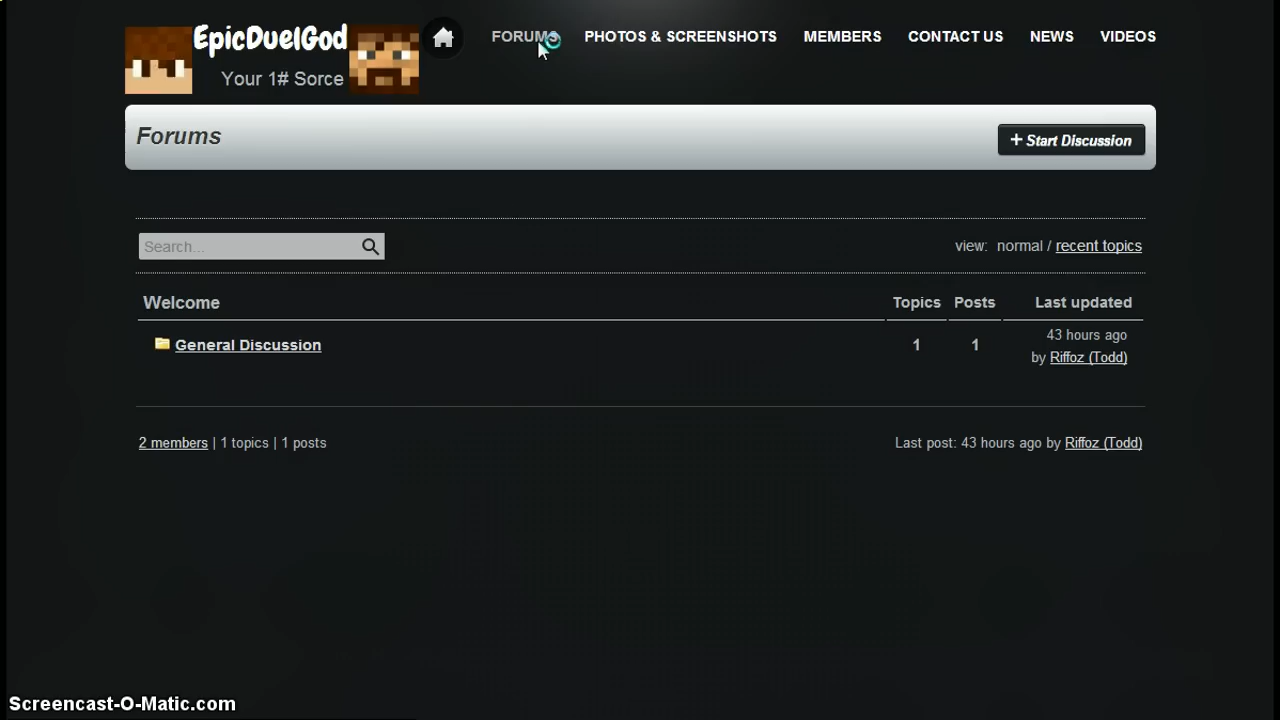 EpicDuelGod
Your 1# Sorce
FORUMS PHOTOS & SCREENSHOTS MEMBERS CONTACT US NEWS VIDEOS
Forums
+ Start Discussion
Search...
view: normal / recent topics
Welcome Topics Posts Last updated
General Discussion 1 1 43 hours ago
by Riffoz (Todd)
2 members | 1 topics | 1 posts Last post: 43 hours ago by Riffoz (Todd)
Screencast-O-Matic.com